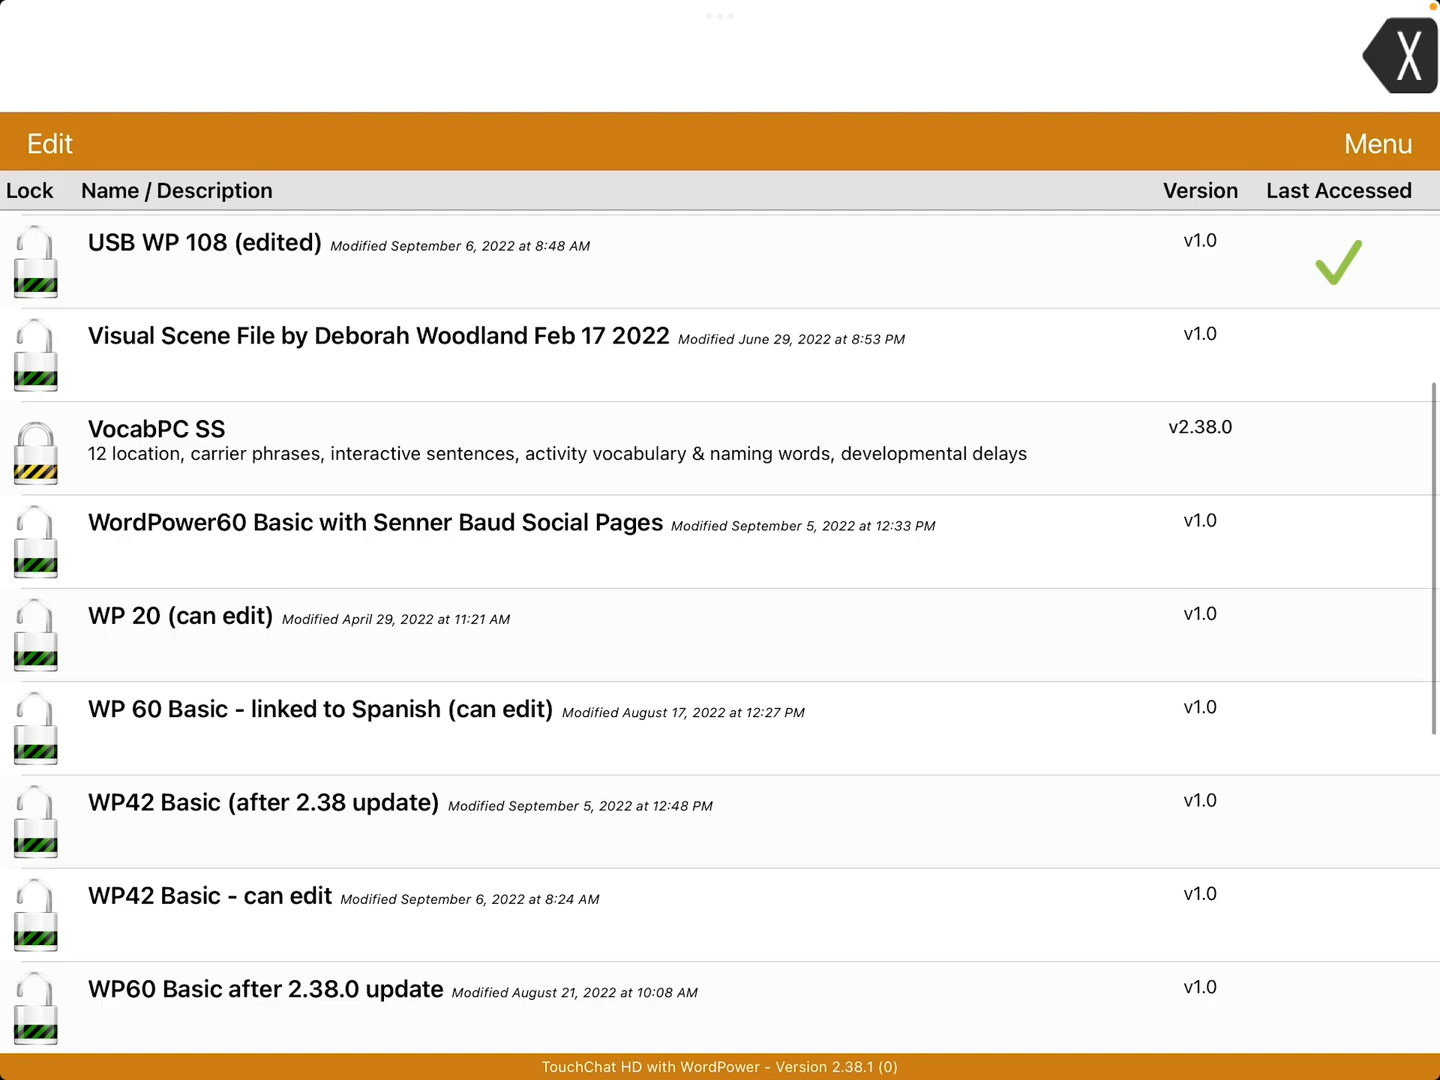 X
Edit Menu
Lock Name / Description Version Last Accessed
USB WP 108 (edited) Modified September 6, 2022 at 8:48 AM v1.0
Visual Scene File by Deborah Woodland Feb 17 2022 Modified June 29, 2022 at 8:53 PM v1.0
VocabPC SS v2.38.0
12 location, carrier phrases, interactive sentences, activity vocabulary & naming words, developmental delays
WordPower60 Basic with Senner Baud Social Pages Modified September 5, 2022 at 12:33 PM v1.0
WP 20 (can edit) Modified April 29, 2022 at 11:21 AM v1.0
WP 60 Basic - linked to Spanish (can edit) Modified August 17, 2022 at 12:27 PM v1.0
WP42 Basic (after 2.38 update) Modified September 5, 2022 at 12:48 PM v1.0
WP42 Basic - can edit Modified September 6, 2022 at 8:24 AM v1.0
WP60 Basic after 2.38.0 update Modified August 21, 2022 at 10:08 AM v1.0
TouchChat HD with WordPower - Version 2.38.1 (0)